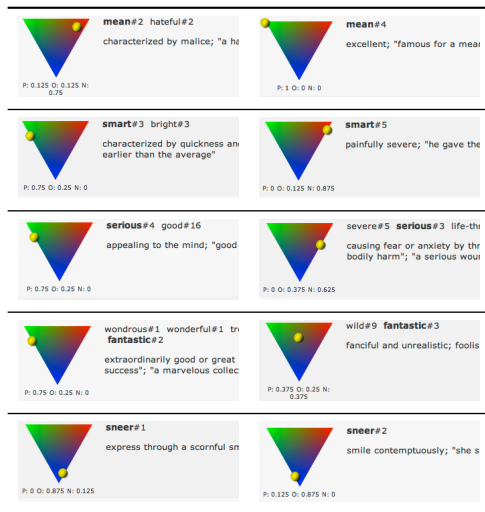 mean#2 hateful#2
characterized by malice; "a ha
P: 0.125 O: 0.125 N:
0.75
mean#4
excellent; "famous for a mear
P: 1 O: 0 N: 0
smart#3 bright#3
characterized by quickness and
earlier than the average"
P: 0.75 O: 0.25 N: 0
smart#5
painfully severe; "he gave the
P: 0 O: 0.125 N: 0.875
serious#4 good#16
appealing to the mind; "good
P: 0.75 O: 0.25 N: 0
severe#5 serious#3 life-thr
causing fear or anxiety by thr
bodily harm"; "a serious wour
P: 0 O: 0.375 N: 0.625
wondrous#1 wonderful#1 tr
fantastic#2
extraordinarily good or great
success"; "a marvelous collec
P: 0.75 O: 0.25 N: 0
wild#9 fantastic#3
fanciful and unrealistic; foolis
P: 0.375 O: 0.25 N:
0.375
sneer#1
express through a scornful sm
P: 0 O: 0.875 N: 0.125
sneer#2
smile contemptuously; "she s
P: 0.125 O: 0.875 N: 0